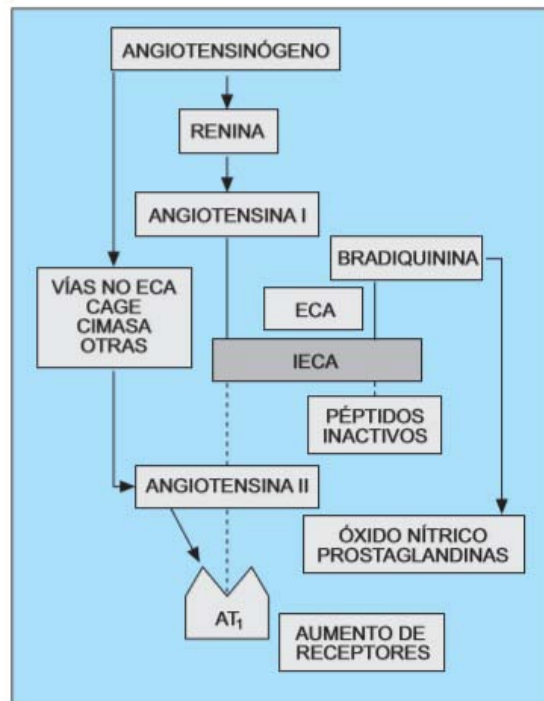 ANGIOTENSINÓGENO
RENINA
ANGIOTENSINA I
BRADIQUININA
VÍAS NO ECA
CAGE
CIMASA
OTRAS
ECA
IECA
PÉPTIDOS
INACTIVOS
ANGIOTENSINA II
ÓXIDO NÍTRICO
PROSTAGLANDINAS
AT1
AUMENTO DE
RECEPTORES